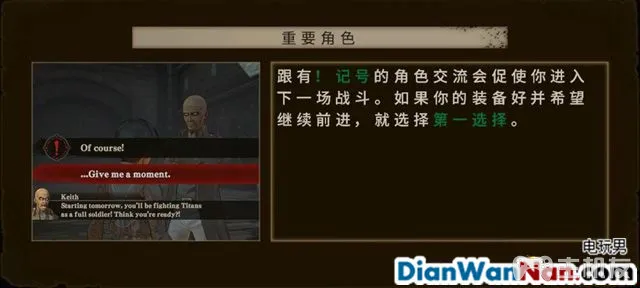 重要角色
跟有！记号的角色交流会促使你进入
下一场战斗。如果你的装备好并希望
继续前进，就选择第一选择。
!
Of course!
...Give me a moment.
Keith
Starting tomorrow, you'll be fighting Titans
as a full soldier! Think you're ready?!
电玩男
DianWanNan.com